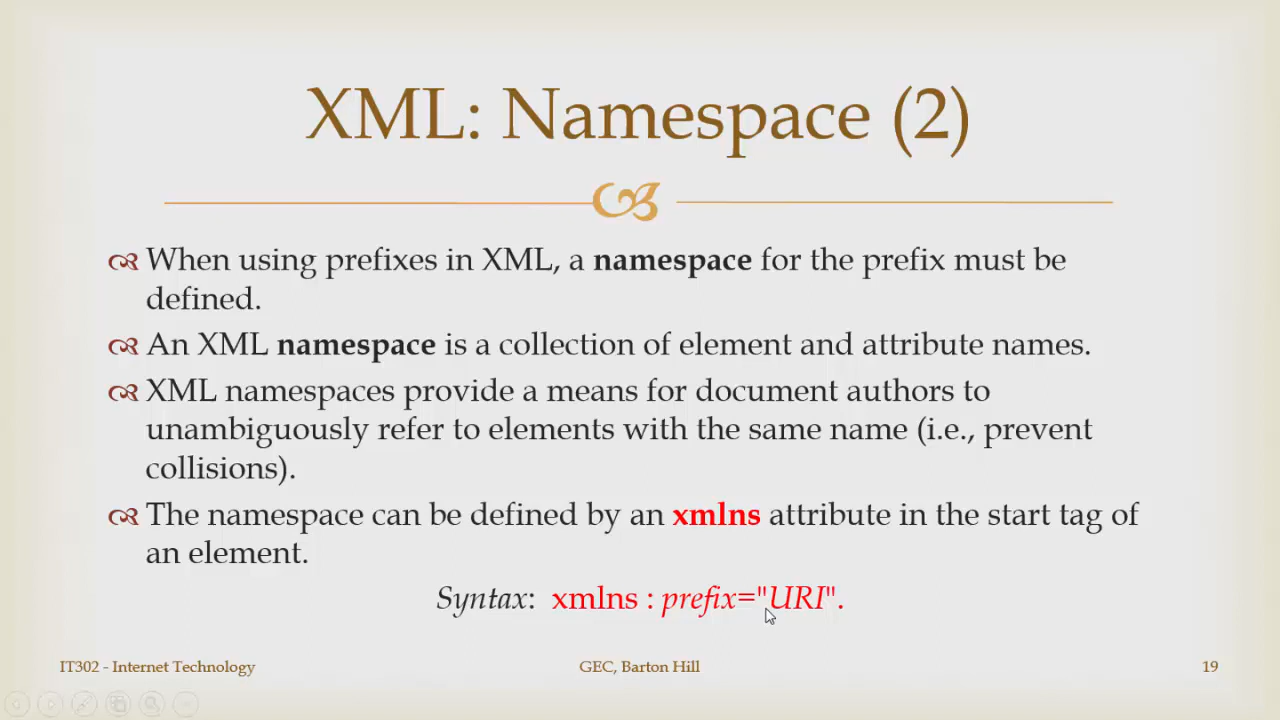 XML: Namespace (2)
When using prefixes in XML, a namespace for the prefix must be
defined.
An XML namespace is a collection of element and attribute names.
XML namespaces provide a means for document authors to
unambiguously refer to elements with the same name (i.e., prevent
collisions).
The namespace can be defined by an xmlns attribute in the start tag of
an element.
Syntax: xmlns : prefix="URI".
IT302 - Internet Technology GEC, Barton Hill 19